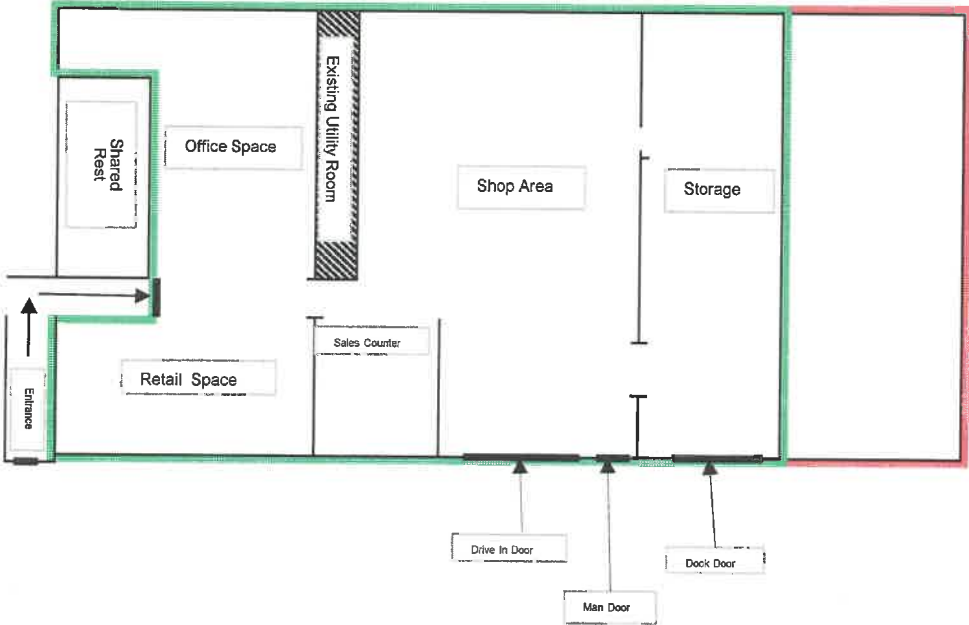 Existing Utility Room
Shared
Rest
Office Space
Shop Area
Storage
Sales Counter
Retail Space
Entrance
Drive In Door
Dock Door
Man Door